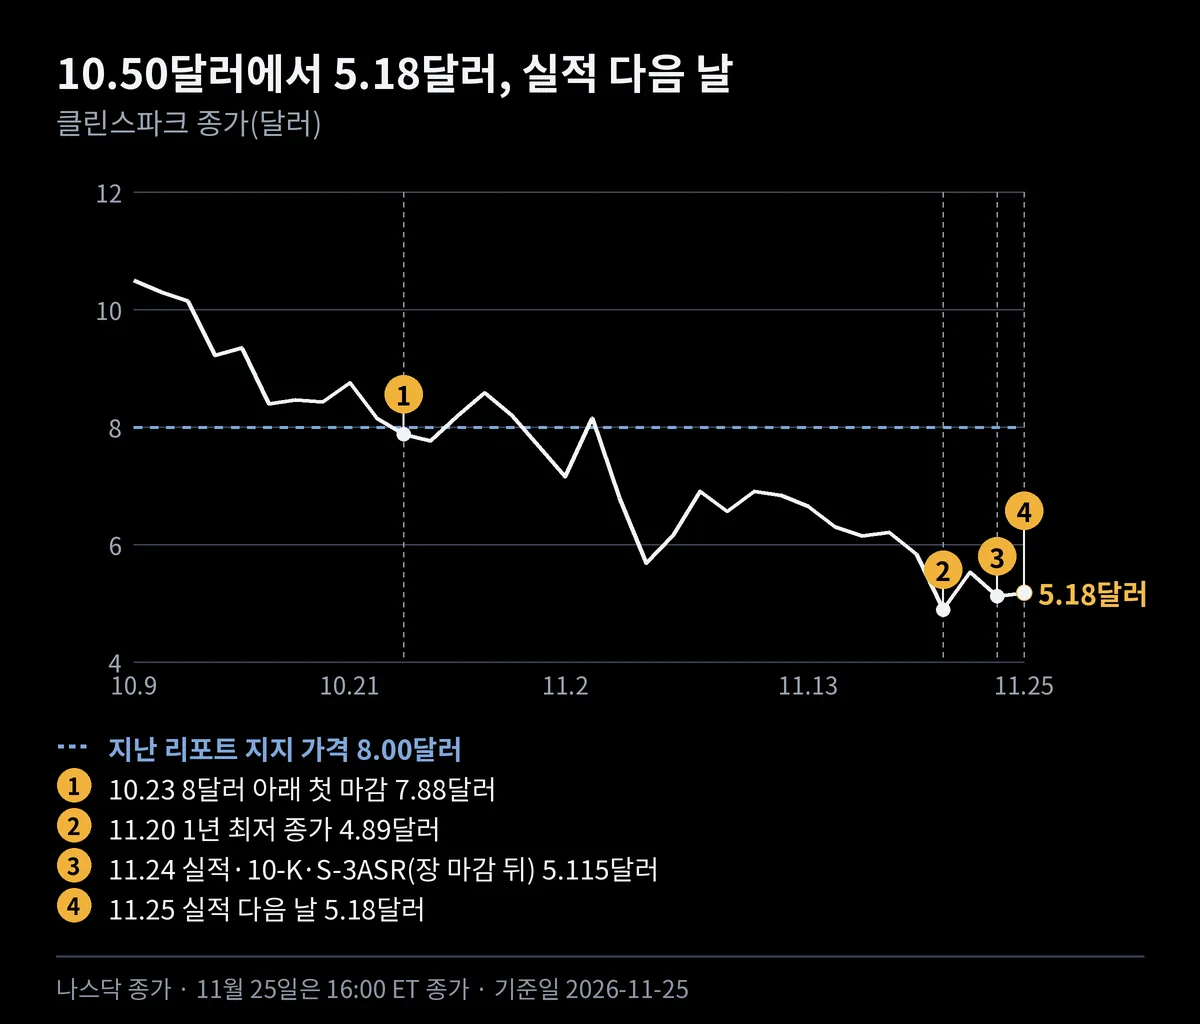 10.50달러에서 5.18달러, 실적 다음 날
클린스파크 종가(달러)
12
10
8
6
4
1
2
3
4
5.18달러
10.9
10.21
11.2
11.13
11.25
지난 리포트 지지 가격 8.00달러
1 10.23 8달러 아래 첫 마감 7.88달러
2 11.20 1년 최저 종가 4.89달러
3 11.24 실적·10-K·S-3ASR(장 마감 뒤) 5.115달러
4 11.25 실적 다음 날 5.18달러
나스닥 종가 · 11월 25일은 16:00 ET 종가 · 기준일 2026-11-25